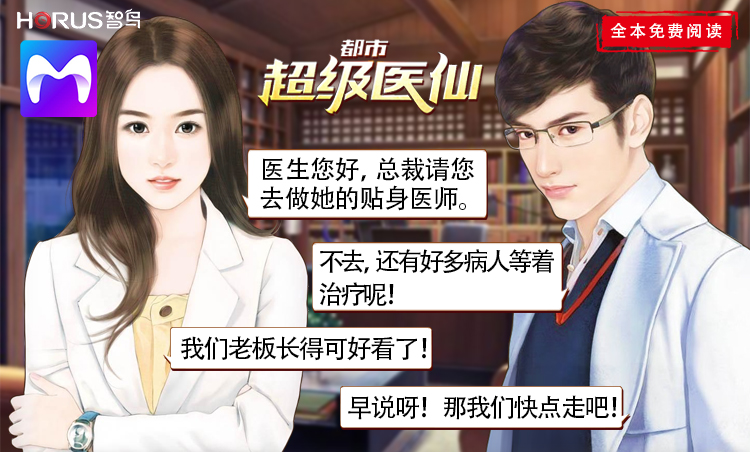 HORUS智鸟
全本免费阅读
都市
超级医仙
医生您好，总裁请您
去做她的贴身医师。
不去，还有好多病人等着
治疗呢！
我们老板长得可好看了！
早说呀！那我们快点走吧！